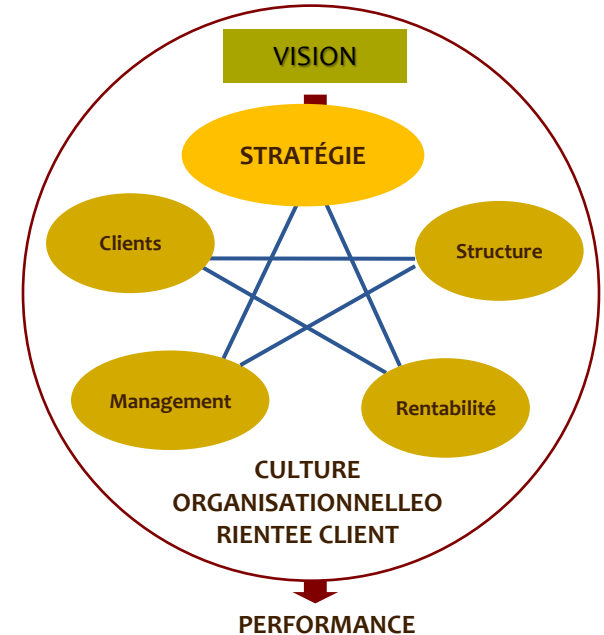 VISION
STRATÉGIE
Clients
Structure
Management
Rentabilité
CULTURE
ORGANISATIONNELLEO
RIENTEE CLIENT
PERFORMANCE